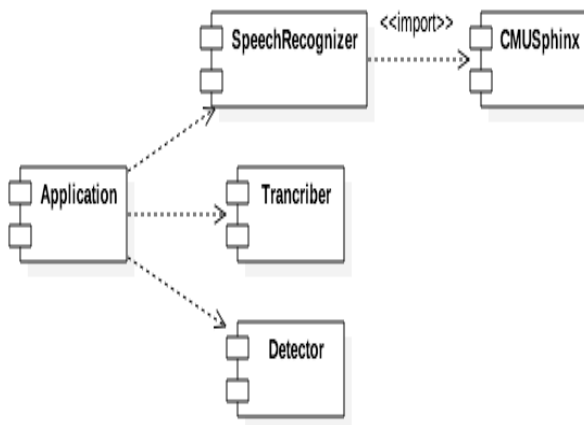 SpeechRecognizer
<<import>>
CMUSphinx
Application
Trancriber
Detector